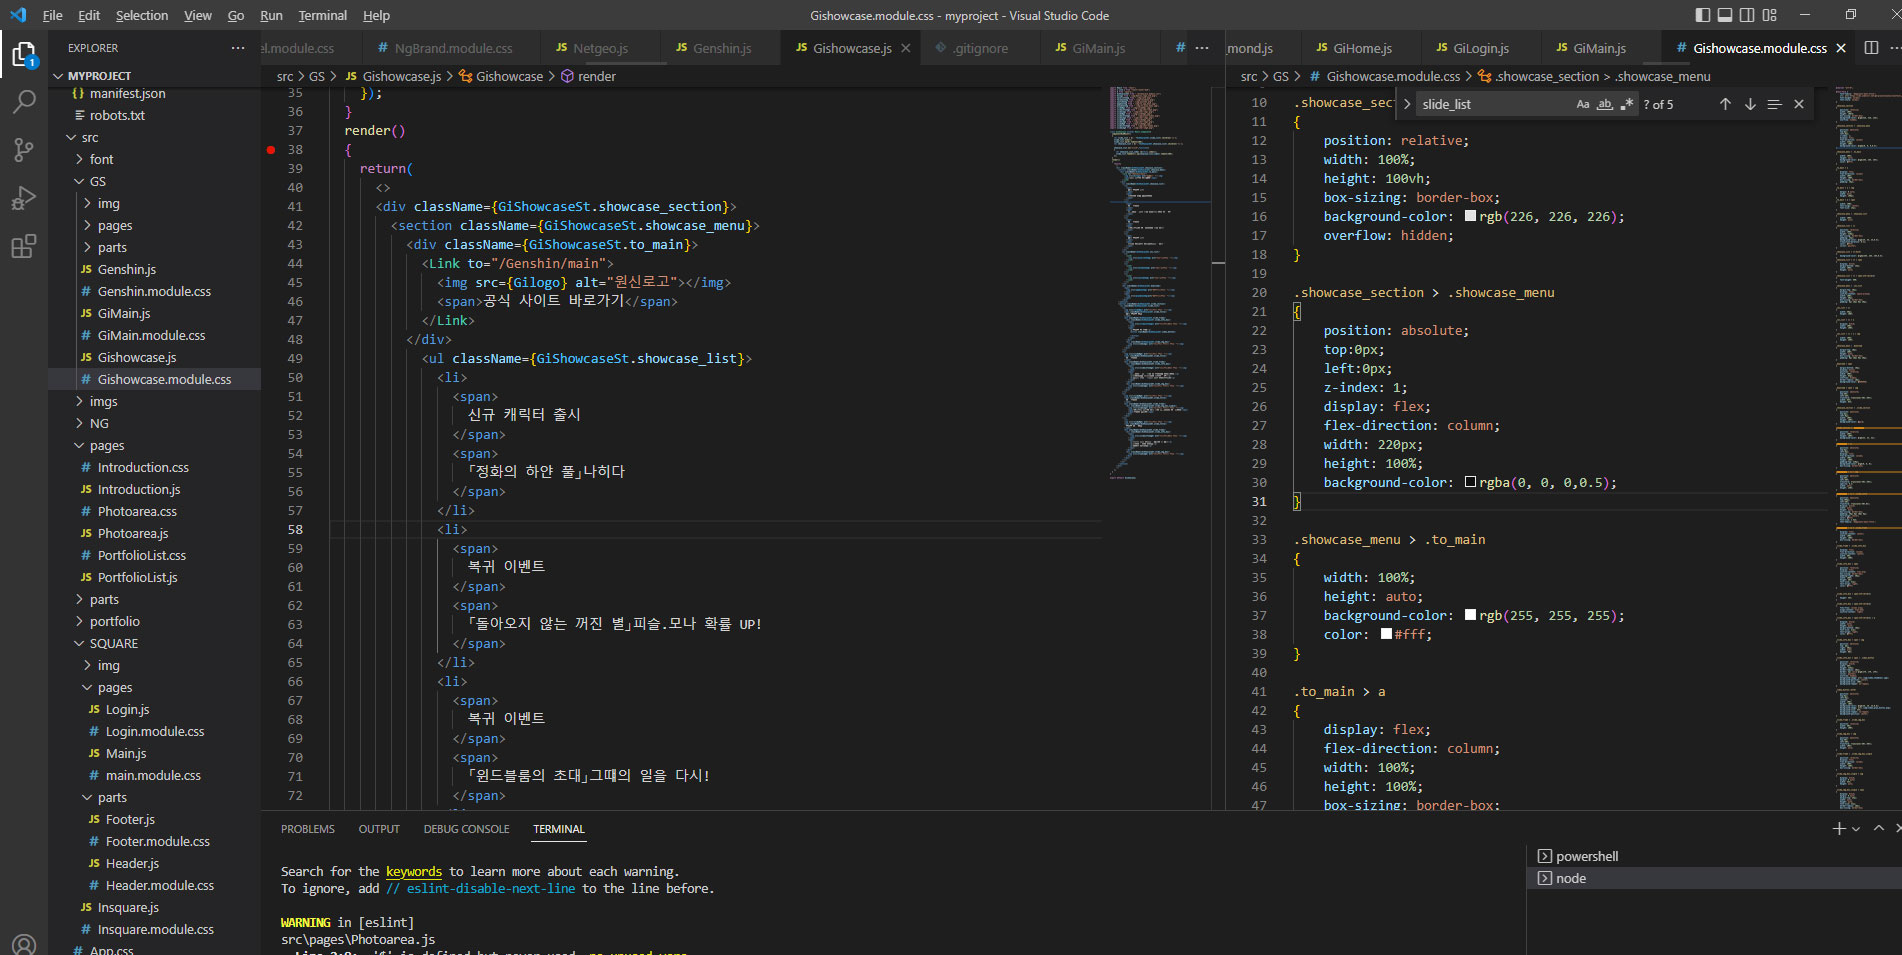 File Edit Selection View Go Run Terminal Help
Gishowcase.module.css - myproject - Visual Studio Code
EXPLORER
MYPROJECT
manifest.json
robots.txt
src
font
GS
img
pages
parts
Genshin.js
Genshin.module.css
GiMain.js
GiMain.module.css
Gishowcase.js
Gishowcase.module.css
imgs
NG
pages
Introduction.css
Introduction.js
Photoarea.css
Photoarea.js
PortfolioList.css
PortfolioList.js
parts
portfolio
SQUARE
img
pages
Login.js
Login.module.css
Main.js
main.module.css
parts
Footer.js
Footer.module.css
Header.js
Header.module.css
Insquare.js
Insquare.module.css
App.css
1
el.module.css # NgBrand.module.css JS Netgeo.js JS Genshin.js JS Gishowcase.js .gitignore JS GiMain.js #
src > GS > JS Gishowcase.js > Gishowcase > render
35 });
36 }
37 render()
38 {
39 return(
40 <>
41 <div className={GiShowcaseSt.showcase_section}>
42 <section className={GiShowcaseSt.showcase_menu}>
43 <div className={GiShowcaseSt.to_main}>
44 <Link to="/Genshin/main">
45 <img src={Gilogo} alt="원신로고"></img>
46 <span>공식 사이트 바로가기</span>
47 </Link>
48 </div>
49 <ul className={GiShowcaseSt.showcase_list}>
50 <li>
51 <span>
52 신규 캐릭터 출시
53 </span>
54 <span>
55 「정화의 하얀 풀」나히다
56 </span>
57 </li>
58 <li>
59 <span>
60 복귀 이벤트
61 </span>
62 <span>
63 「돌아오지 않는 꺼진 별」피슬.모나 확률 UP!
64 </span>
65 </li>
66 <li>
67 <span>
68 복귀 이벤트
69 </span>
70 <span>
71 「윈드블룸의 초대」그때의 일을 다시!
72 </span>
mond.js JS GiHome.js JS GiLogin.js JS GiMain.js # Gishowcase.module.css
src > GS > # Gishowcase.module.css > .showcase_section > .showcase_menu
slide_list Aa ab .* ? of 5
10 .showcase_sec
11 {
12 position: relative;
13 width: 100%;
14 height: 100vh;
15 box-sizing: border-box;
16 background-color: rgb(226, 226, 226);
17 overflow: hidden;
18 }
19
20 .showcase_section > .showcase_menu
21 {
22 position: absolute;
23 top:0px;
24 left:0px;
25 z-index: 1;
26 display: flex;
27 flex-direction: column;
28 width: 220px;
29 height: 100%;
30 background-color: rgba(0, 0, 0,0.5);
31 }
32
33 .showcase_menu > .to_main
34 {
35 width: 100%;
36 height: auto;
37 background-color: rgb(255, 255, 255);
38 color: #fff;
39 }
40
41 .to_main > a
42 {
43 display: flex;
44 flex-direction: column;
45 width: 100%;
46 height: 100%;
47 box-sizing: border-box;
PROBLEMS OUTPUT DEBUG CONSOLE TERMINAL
Search for the keywords to learn more about each warning.
To ignore, add // eslint-disable-next-line to the line before.
WARNING in [eslint]
src\pages\Photoarea.js
powershell
node